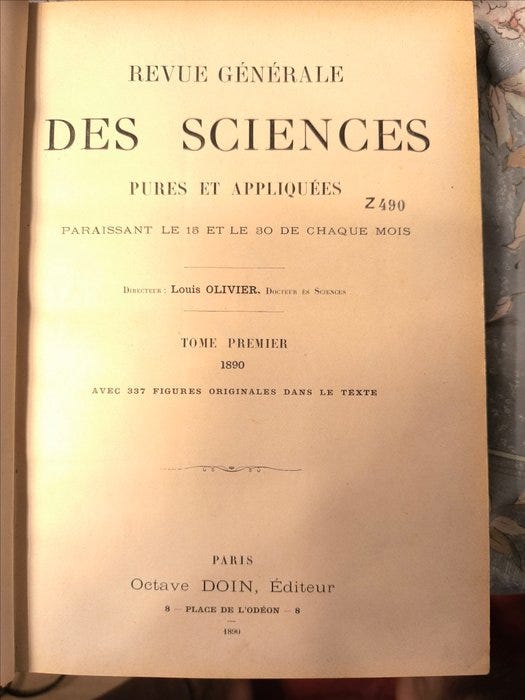 REVUE GÉNÉRALE
DES SCIENCES
PURES ET APPLIQUÉES
Z 490
PARAISSANT LE 15 ET LE 30 DE CHAQUE MOIS
DIRECTEUR : Louis OLIVIER, DOCTEUR ÈS SCIENCES
TOME PREMIER
1890
AVEC 337 FIGURES ORIGINALES DANS LE TEXTE
PARIS
Octave DOIN, Éditeur
8 — PLACE DE L'ODÉON — 8
1890